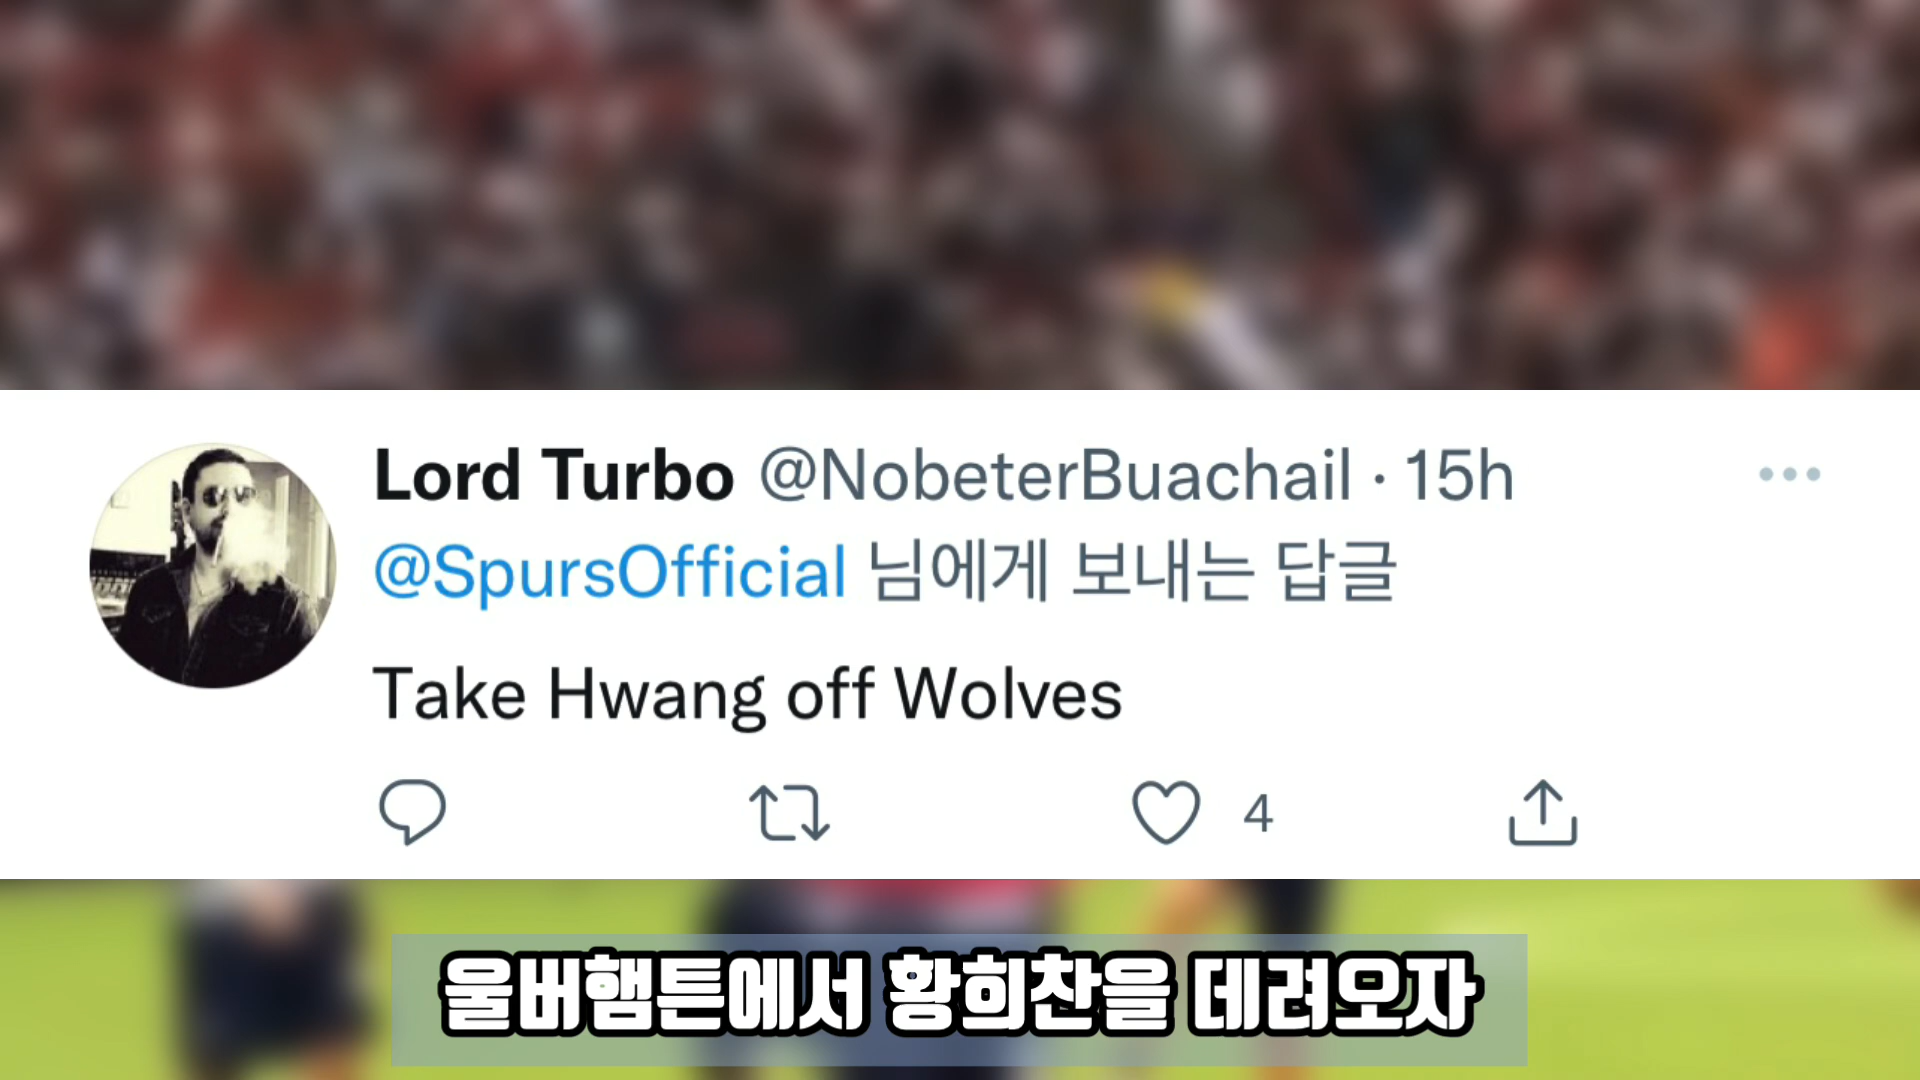 Lord Turbo @NobeterBuachail · 15h
@SpursOfficial 님에게 보내는 답글
Take Hwang off Wolves
4
울버햄튼에서 황희찬을 데려오자